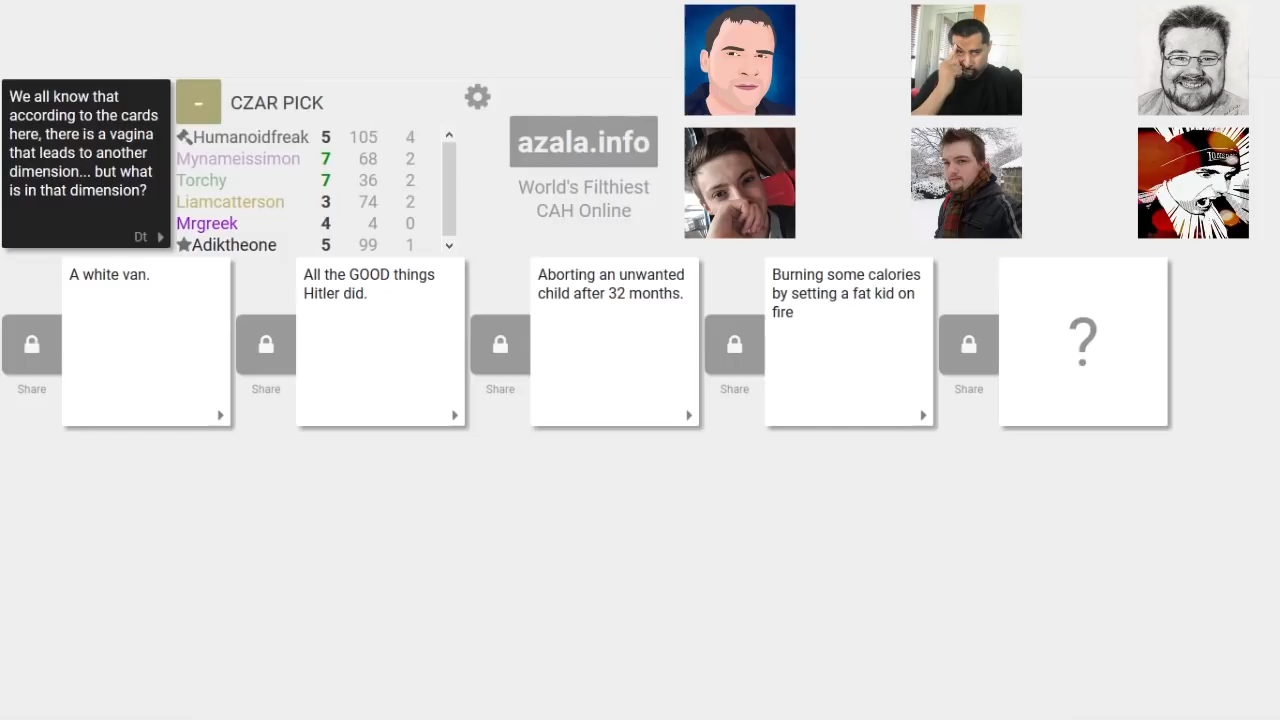 We all know that
according to the cards
here, there is a vagina
that leads to another
dimension... but what
is in that dimension?
Dt
-
CZAR PICK
Humanoidfreak 5 105 4
Mynameissimon 7 68 2
Torchy 7 36 2
Liamcatterson 3 74 2
Mrgreek 4 4 0
Adiktheone 5 99 1
azala.info
World's Filthiest
CAH Online
A white van.
Share
All the GOOD things
Hitler did.
Share
Aborting an unwanted
child after 32 months.
Share
Burning some calories
by setting a fat kid on
fire
Share
?
Share